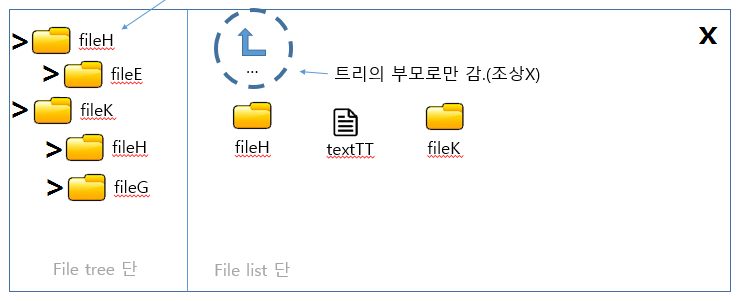 > fileH
> fileE
> fileK
> fileH
> fileG
File tree 단
X
...
트리의 부모로만 감.(조상X)
fileH
textTT
fileK
File list 단